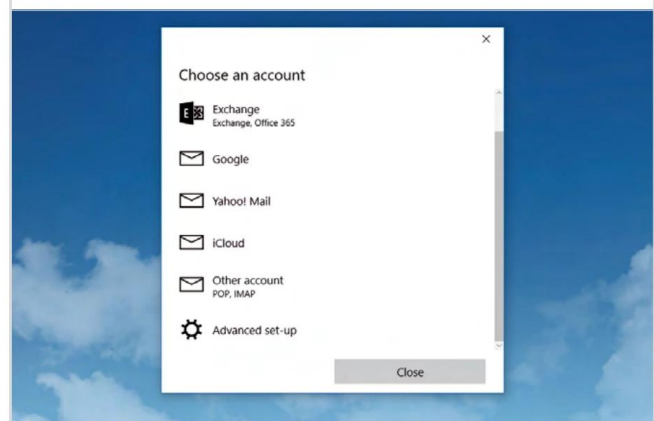 Choose an account
Exchange
Exchange, Office 365
Google
Yahoo! Mail
iCloud
Other account
POP, IMAP
Advanced set-up
Close